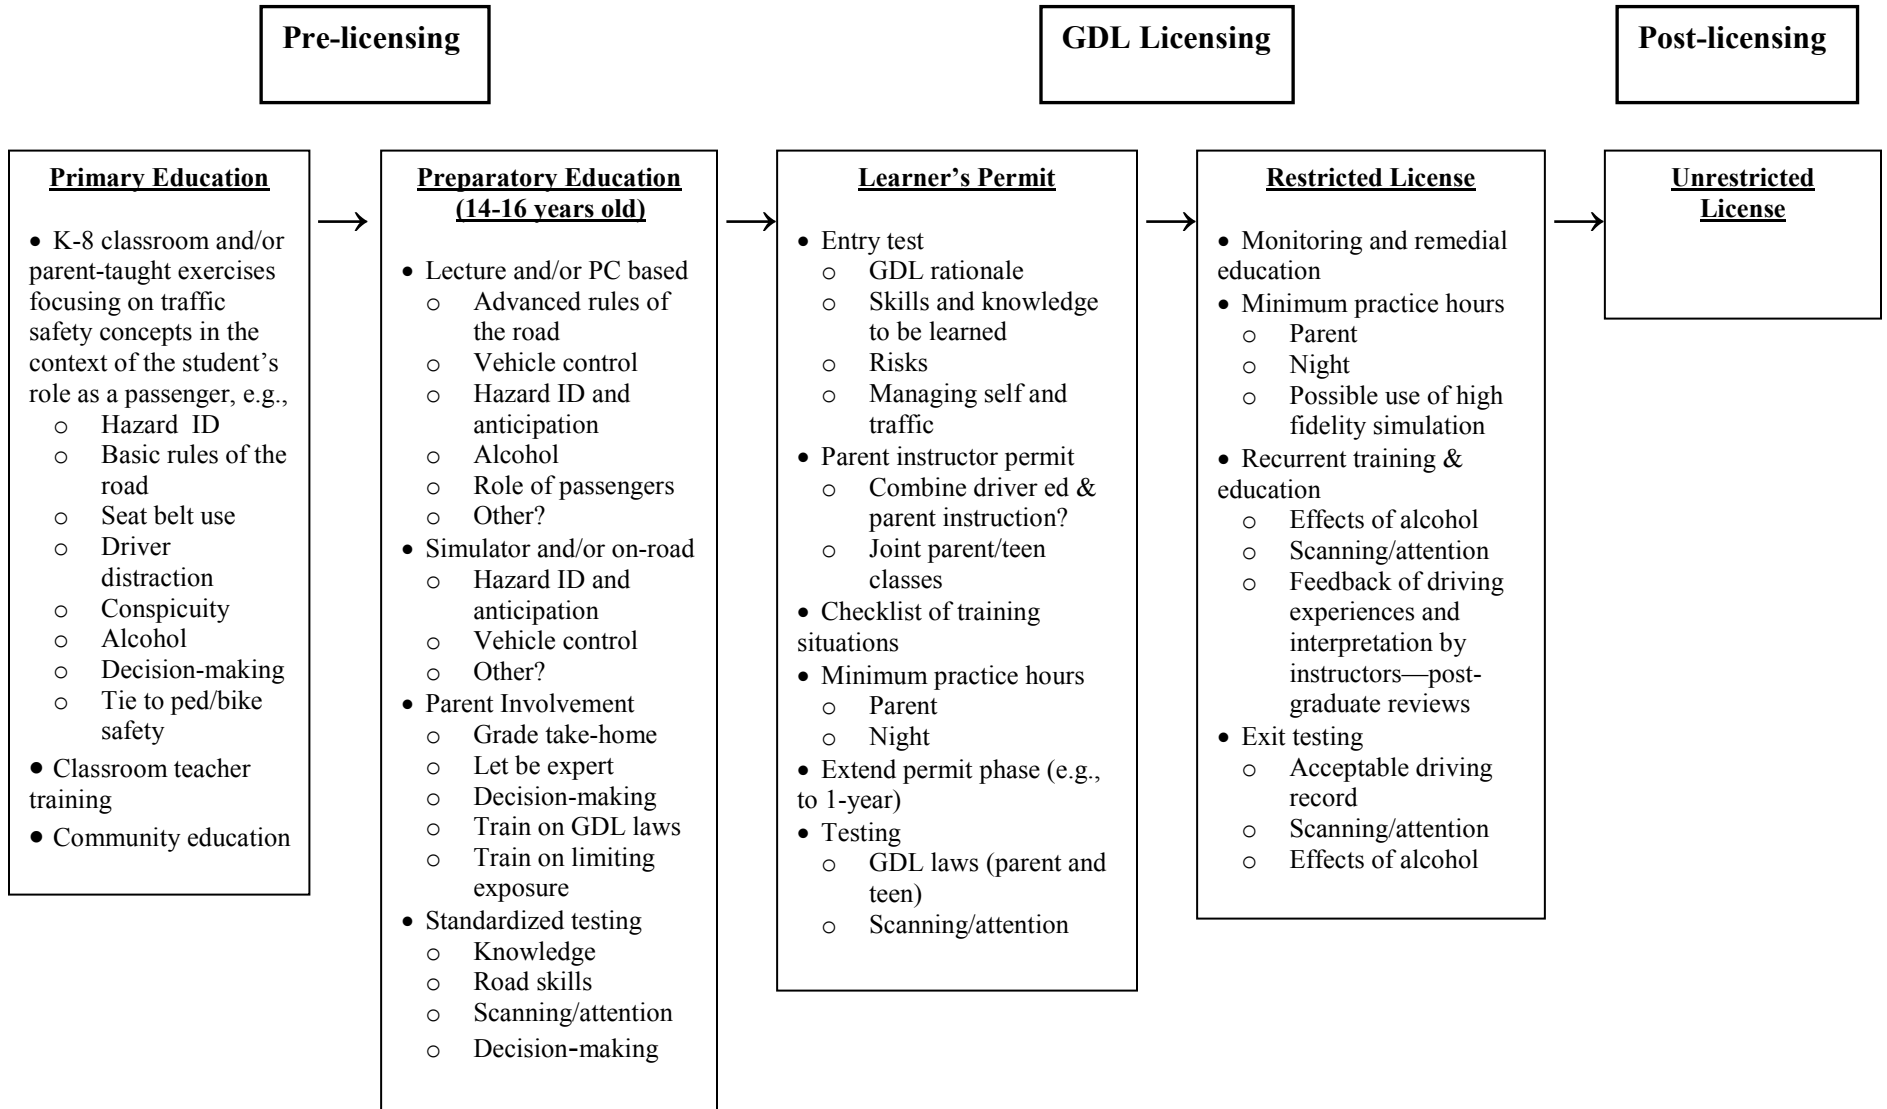 Pre-licensing
GDL Licensing
Post-licensing
Primary Education
• K-8 classroom and/or
parent-taught exercises
focusing on traffic
safety concepts in the
context of the student’s
role as a passenger, e.g.,
o Hazard ID
o Basic rules of the
road
o Seat belt use
o Driver
distraction
o Conspicuity
o Alcohol
o Decision-making
o Tie to ped/bike
safety
• Classroom teacher
training
• Community education
→
Preparatory Education
(14-16 years old)
• Lecture and/or PC based
o Advanced rules of
the road
o Vehicle control
o Hazard ID and
anticipation
o Alcohol
o Role of passengers
o Other?
• Simulator and/or on-road
o Hazard ID and
anticipation
o Vehicle control
o Other?
• Parent Involvement
o Grade take-home
o Let be expert
o Decision-making
o Train on GDL laws
o Train on limiting
exposure
• Standardized testing
o Knowledge
o Road skills
o Scanning/attention
o Decision-making
→
Learner’s Permit
• Entry test
o GDL rationale
o Skills and knowledge
to be learned
o Risks
o Managing self and
traffic
• Parent instructor permit
o Combine driver ed &
parent instruction?
o Joint parent/teen
classes
• Checklist of training
situations
• Minimum practice hours
o Parent
o Night
• Extend permit phase (e.g.,
to 1-year)
• Testing
o GDL laws (parent and
teen)
o Scanning/attention
→
Restricted License
• Monitoring and remedial
education
• Minimum practice hours
o Parent
o Night
o Possible use of high
fidelity simulation
• Recurrent training &
education
o Effects of alcohol
o Scanning/attention
o Feedback of driving
experiences and
interpretation by
instructors—post-
graduate reviews
• Exit testing
o Acceptable driving
record
o Scanning/attention
o Effects of alcohol
→
Unrestricted
License